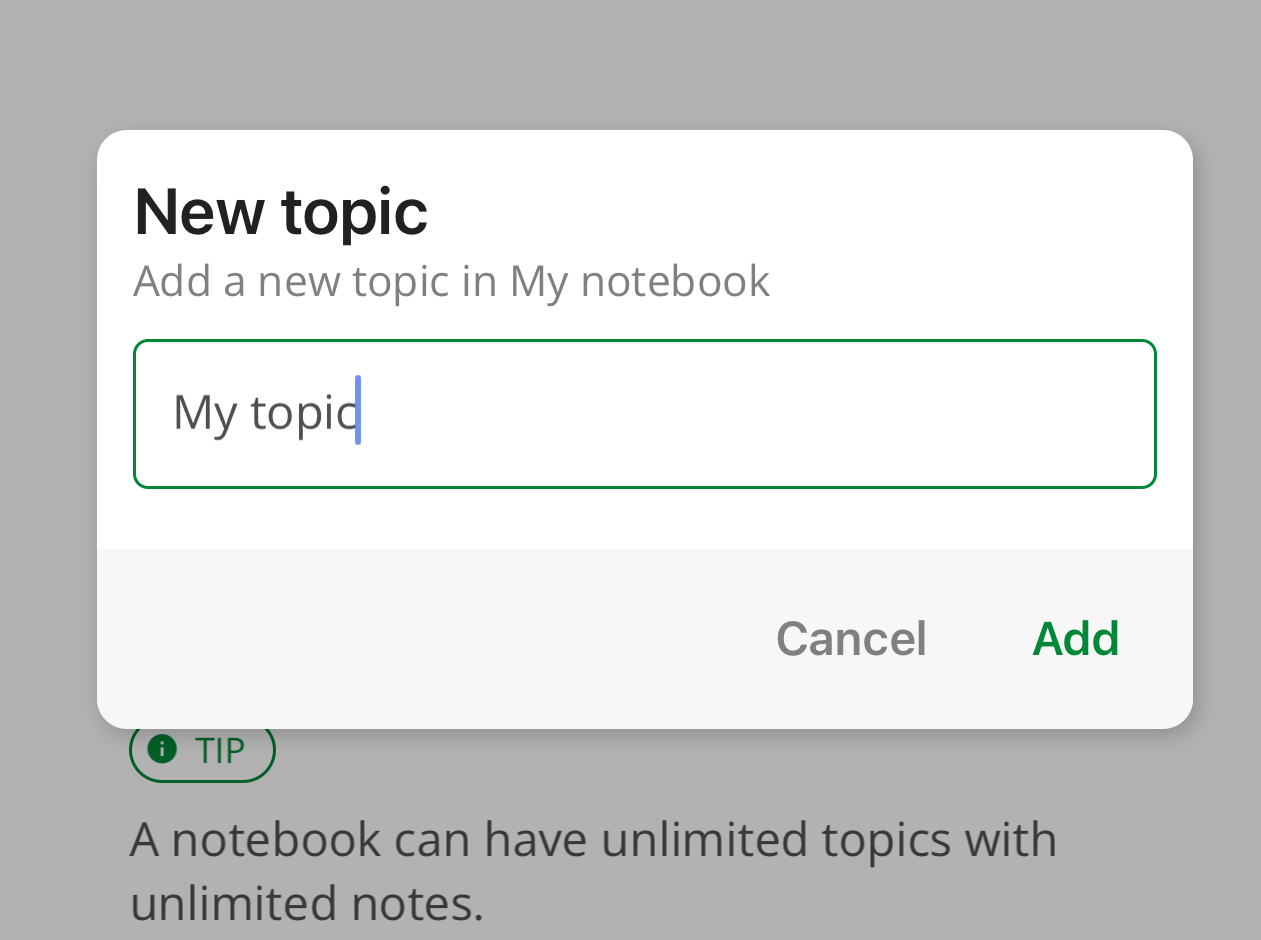 New topic
Add a new topic in My notebook
My topic
Cancel Add
TIP
A notebook can have unlimited topics with
unlimited notes.